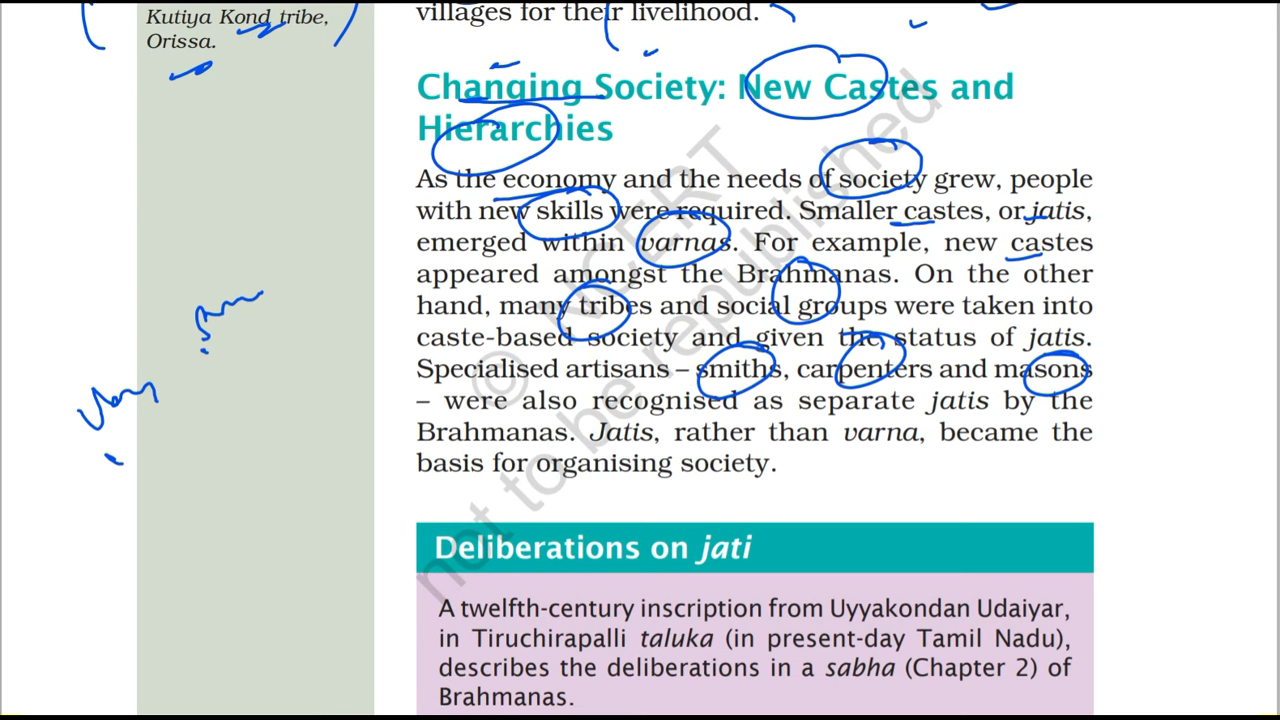 Kutiya Kond tribe,
Orissa.
villages for their livelihood.
Changing Society: New Castes and
Hierarchies
As the economy and the needs of society grew, people
with new skills were required. Smaller castes, or jatis,
emerged within varnas. For example, new castes
appeared amongst the Brahmanas. On the other
hand, many tribes and social groups were taken into
caste-based society and given the status of jatis.
Specialised artisans – smiths, carpenters and masons
– were also recognised as separate jatis by the
Brahmanas. Jatis, rather than varna, became the
basis for organising society.
© NCERT
not to be republished
Deliberations on jati
A twelfth-century inscription from Uyyakondan Udaiyar,
in Tiruchirapalli taluka (in present-day Tamil Nadu),
describes the deliberations in a sabha (Chapter 2) of
Brahmanas.